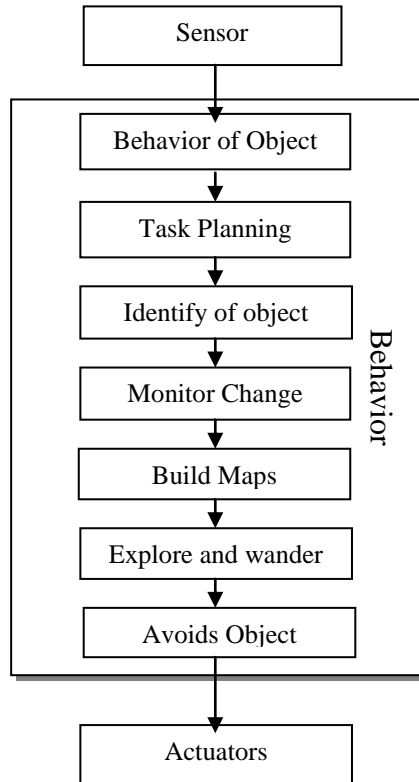 Sensor
Behavior of Object
Task Planning
Identify of object
Monitor Change
Build Maps
Explore and wander
Avoids Object
Behavior
Actuators